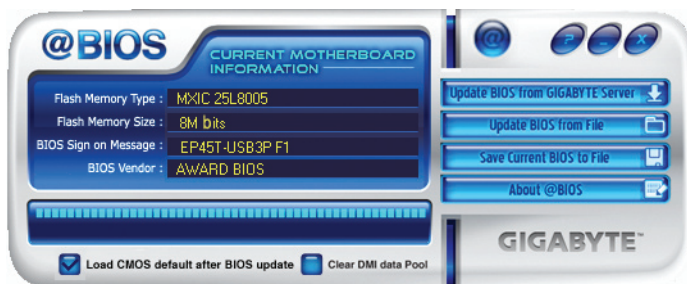 @BIOS
CURRENT MOTHERBOARD
INFORMATION
Flash Memory Type : MXIC 25L8005
Flash Memory Size : 8M bits
BIOS Sign on Message : EP45T-USB3P F1
BIOS Vendor : AWARD BIOS
Load CMOS default after BIOS update
Clear DMI data Pool
@
? _ X
Update BIOS from GIGABYTE Server
Update BIOS from File
Save Current BIOS to File
About @BIOS
GIGABYTE™